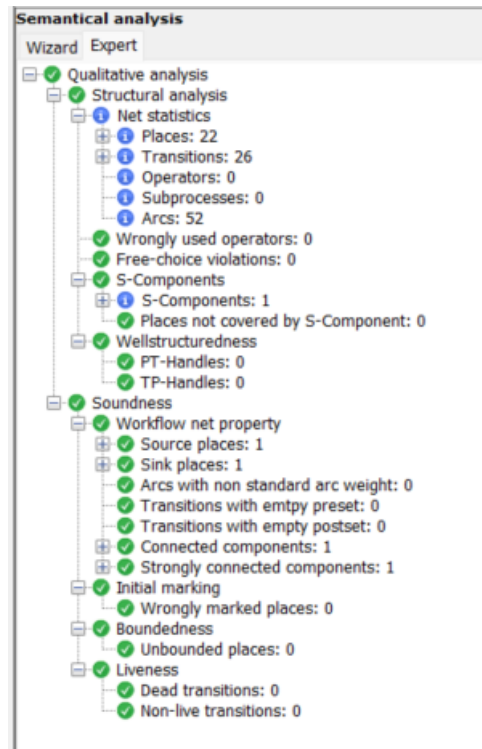 Semantical analysis
Wizard Expert
Qualitative analysis
Structural analysis
Net statistics
Places: 22
Transitions: 26
Operators: 0
Subprocesses: 0
Arcs: 52
Wrongly used operators: 0
Free-choice violations: 0
S-Components
S-Components: 1
Places not covered by S-Component: 0
Wellstructuredness
PT-Handles: 0
TP-Handles: 0
Soundness
Workflow net property
Source places: 1
Sink places: 1
Arcs with non standard arc weight: 0
Transitions with emtpy preset: 0
Transitions with empty postset: 0
Connected components: 1
Strongly connected components: 1
Initial marking
Wrongly marked places: 0
Boundedness
Unbounded places: 0
Liveness
Dead transitions: 0
Non-live transitions: 0